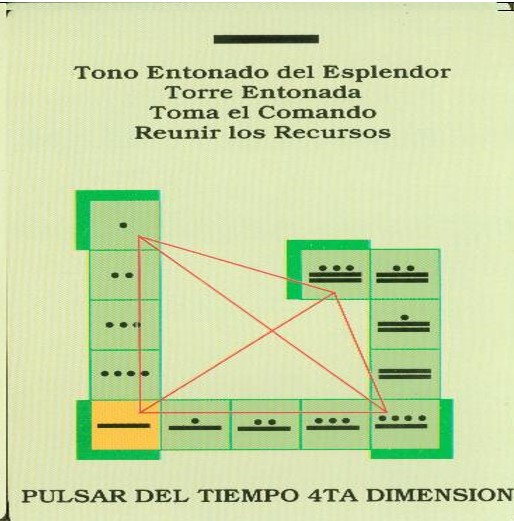 Tono Entonado del Esplendor
Torre Entonada
Toma el Comando
Reunir los Recursos
PULSAR DEL TIEMPO 4TA DIMENSION